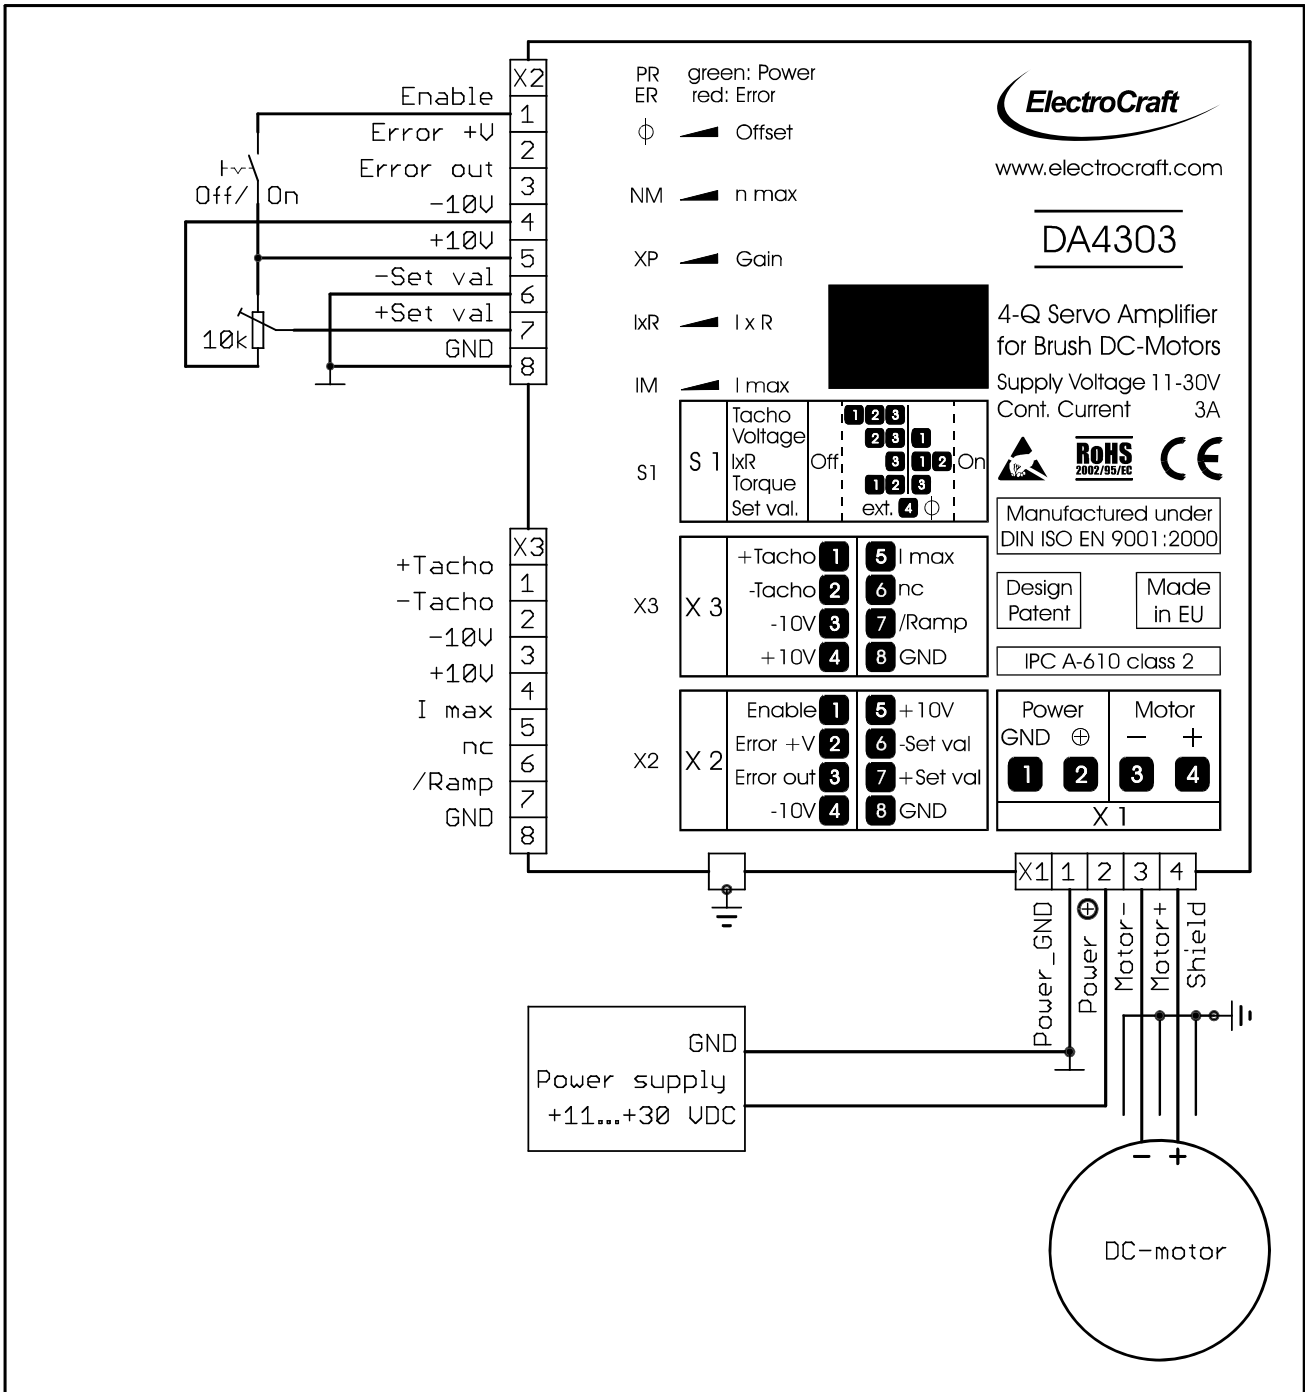 X2
Enable
1
Error +V
2
Error out
3
-10V
4
+10V
5
-Set val
6
+Set val
7
GND
8
Off/ On
10k
X3
+Tacho
1
-Tacho
2
-10V
3
+10V
4
I max
5
nc
6
/Ramp
7
GND
8
PR green: Power
ER red: Error
ϕ Offset
NM n max
XP Gain
IxR I x R
IM I max
S1
S 1
Tacho 1 2 3
Voltage 2 3 1
IxR Off 3 1 2 On
Torque 1 2 3
Set val. ext. 4 ϕ
X3
X 3
+Tacho 1 5 I max
-Tacho 2 6 nc
-10V 3 7 /Ramp
+10V 4 8 GND
X2
X 2
Enable 1 5 +10V
Error +V 2 6 -Set val
Error out 3 7 +Set val
-10V 4 8 GND
ElectroCraft
www.electrocraft.com
DA4303
4-Q Servo Amplifier
for Brush DC-Motors
Supply Voltage 11-30V
Cont. Current 3A
RoHS
2002/95/EC
CE
Manufactured under
DIN ISO EN 9001:2000
Design
Patent
Made
in EU
IPC A-610 class 2
Power Motor
GND ⊕ − +
1 2 3 4
X 1
X1 1 2 3 4
Power_GND
Power ⊕
Motor-
Motor+
Shield
GND
Power supply
+11...+30 VDC
− +
DC-motor